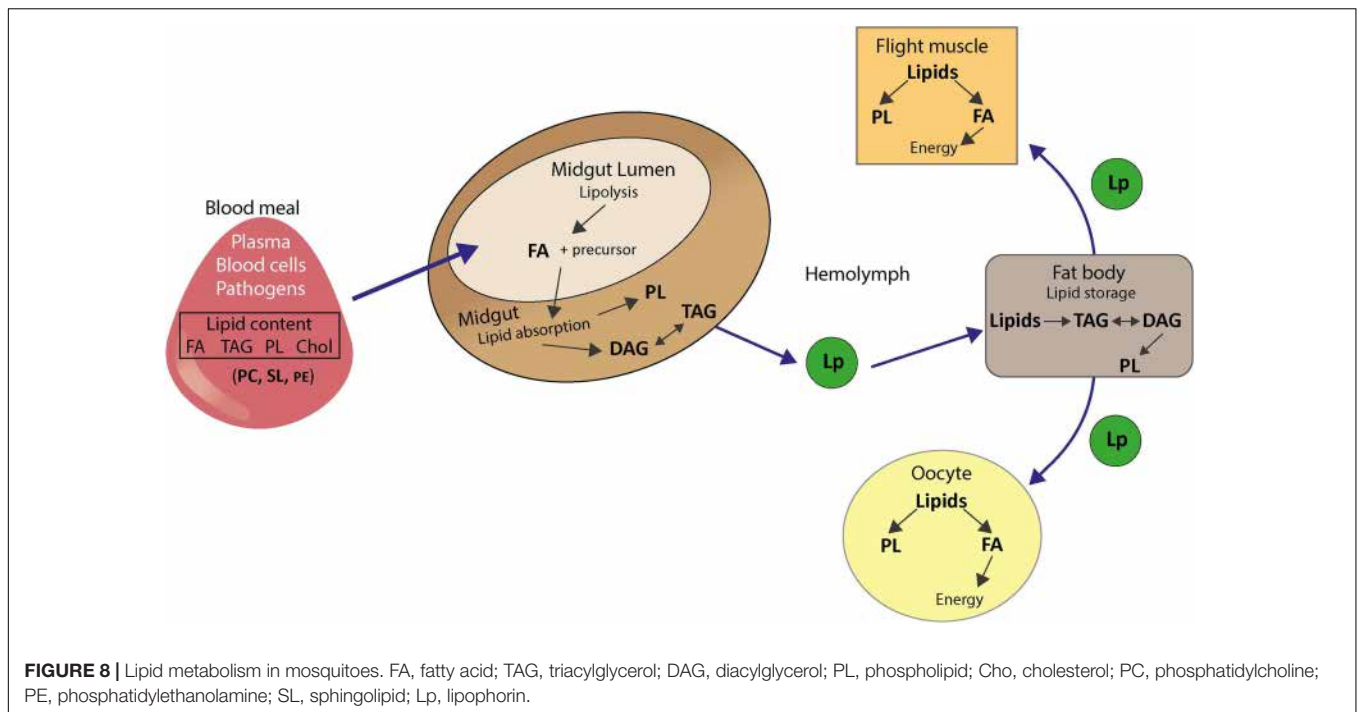 Blood meal
Plasma
Blood cells
Pathogens
Lipid content
FA TAG PL Chol
(PC, SL, PE)
Midgut Lumen
Lipolysis
FA + precursor
Midgut
Lipid absorption
PL
TAG
DAG
Hemolymph
Lp
Flight muscle
Lipids
PL FA
Energy
Lp
Fat body
Lipid storage
Lipids TAG DAG
PL
Lp
Oocyte
Lipids
PL FA
Energy
FIGURE 8 | Lipid metabolism in mosquitoes. FA, fatty acid; TAG, triacylglycerol; DAG, diacylglycerol; PL, phospholipid; Cho, cholesterol; PC, phosphatidylcholine;
PE, phosphatidylethanolamine; SL, sphingolipid; Lp, lipophorin.